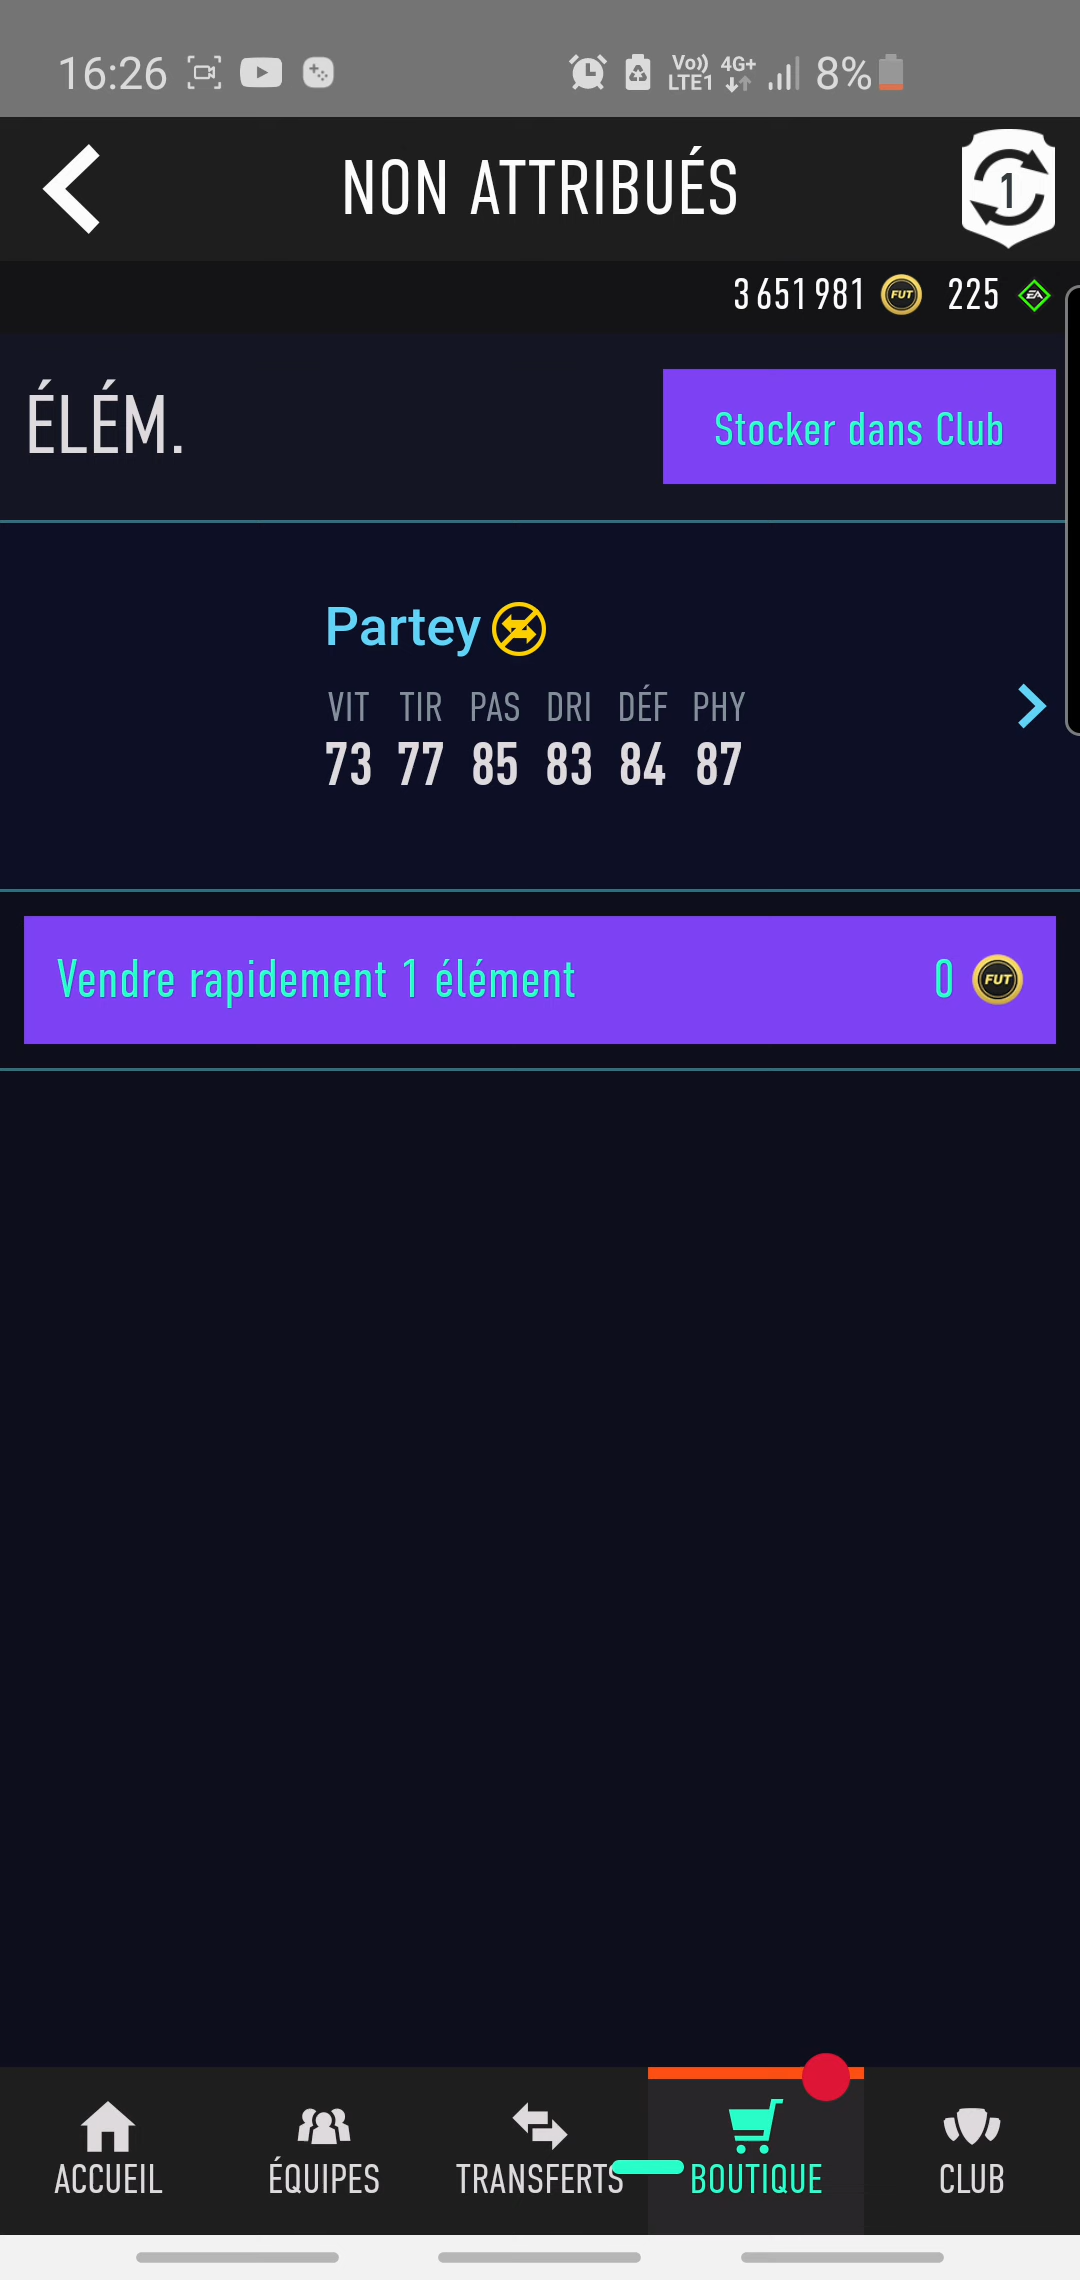 16:26 Vo)) LTE1 4G+ 8%
NON ATTRIBUÉS 1
3 651 981 FUT 225 EA
ÉLÉM. Stocker dans Club
Partey
VIT TIR PAS DRI DÉF PHY
73 77 85 83 84 87
Vendre rapidement 1 élément 0 FUT
ACCUEIL ÉQUIPES TRANSFERTS BOUTIQUE CLUB